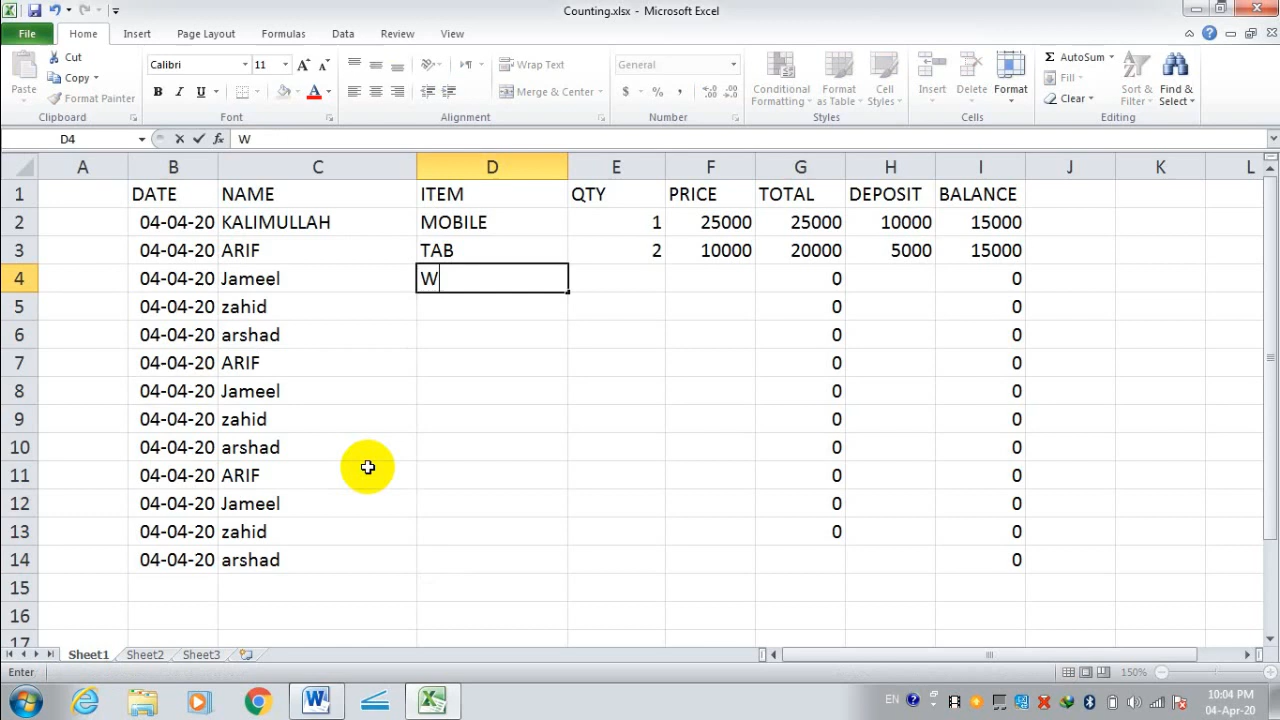 Counting.xlsx - Microsoft Excel
File Home Insert Page Layout Formulas Data Review View
Paste Cut Copy Format Painter Clipboard
Calibri 11 B I U A A A Font
Wrap Text Merge & Center Alignment
General $ % , Number
Conditional Formatting Format as Table Cell Styles Styles
Insert Delete Format Cells
Σ AutoSum Fill Clear Sort & Filter Find & Select Editing
D4 fx W
A B C D E F G H I J K L
1 DATE NAME ITEM QTY PRICE TOTAL DEPOSIT BALANCE
2 04-04-20 KALIMULLAH MOBILE 1 25000 25000 10000 15000
3 04-04-20 ARIF TAB 2 10000 20000 5000 15000
4 04-04-20 Jameel W 0 0
5 04-04-20 zahid 0 0
6 04-04-20 arshad 0 0
7 04-04-20 ARIF 0 0
8 04-04-20 Jameel 0 0
9 04-04-20 zahid 0 0
10 04-04-20 arshad 0 0
11 04-04-20 ARIF 0 0
12 04-04-20 Jameel 0 0
13 04-04-20 zahid 0 0
14 04-04-20 arshad 0
15
16
17
Sheet1 Sheet2 Sheet3
Enter 150%
EN 10:04 PM
04-Apr-20